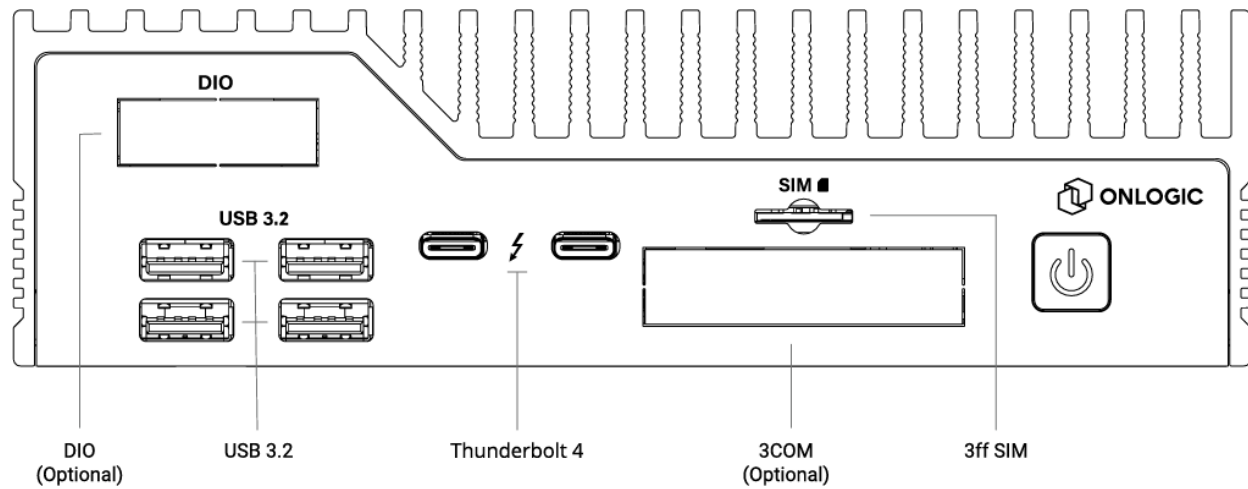 DIO
USB 3.2
SIM
ONLOGIC
DIO
(Optional)
USB 3.2
Thunderbolt 4
3COM
(Optional)
3ff SIM